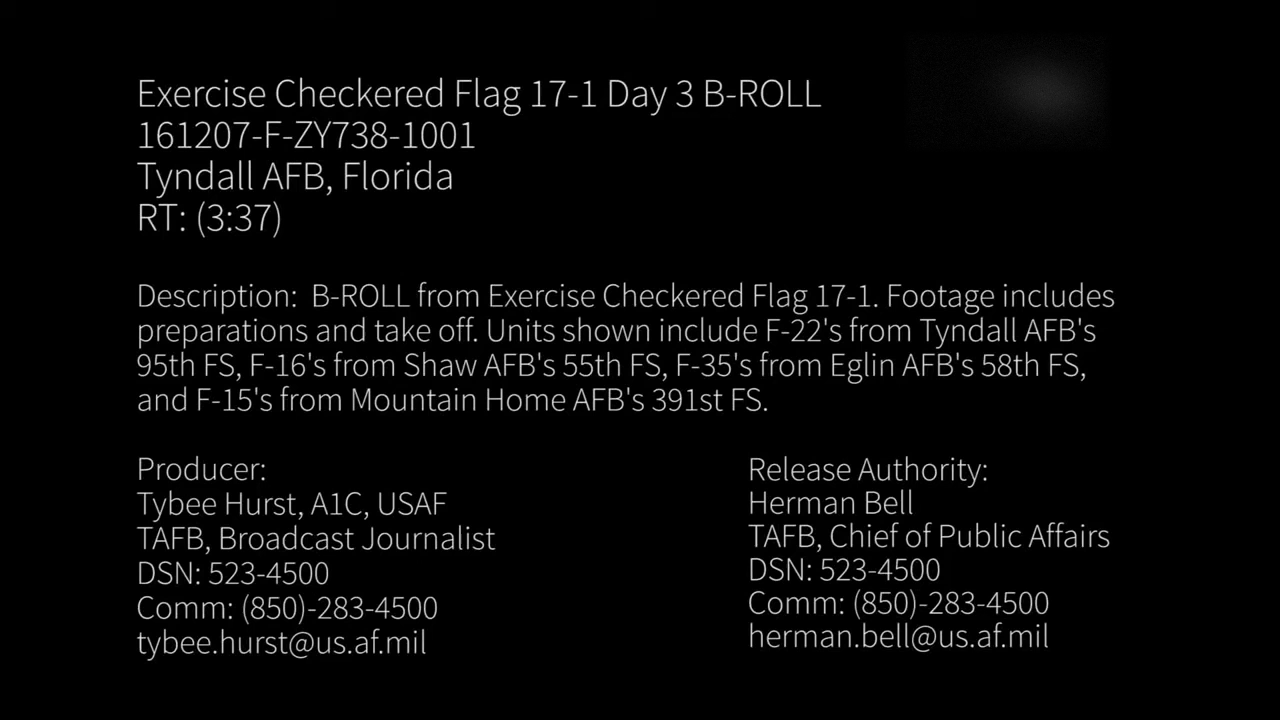 Exercise Checkered Flag 17-1 Day 3 B-ROLL
161207-F-ZY738-1001
Tyndall AFB, Florida
RT: (3:37)
Description:  B-ROLL from Exercise Checkered Flag 17-1. Footage includes
preparations and take off. Units shown include F-22's from Tyndall AFB's
95th FS, F-16's from Shaw AFB's 55th FS, F-35's from Eglin AFB's 58th FS,
and F-15's from Mountain Home AFB's 391st FS.
Producer:
Tybee Hurst, A1C, USAF
TAFB, Broadcast Journalist
DSN: 523-4500
Comm: (850)-283-4500
tybee.hurst@us.af.mil
Release Authority:
Herman Bell
TAFB, Chief of Public Affairs
DSN: 523-4500
Comm: (850)-283-4500
herman.bell@us.af.mil